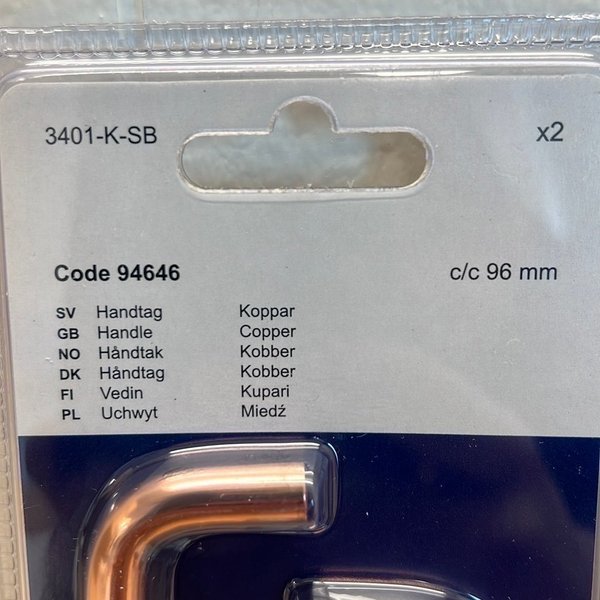 3401-K-SB x2
Code 94646 c/c 96 mm
SV Handtag Koppar
GB Handle Copper
NO Håndtak Kobber
DK Håndtag Kobber
FI Vedin Kupari
PL Uchwyt Miedź